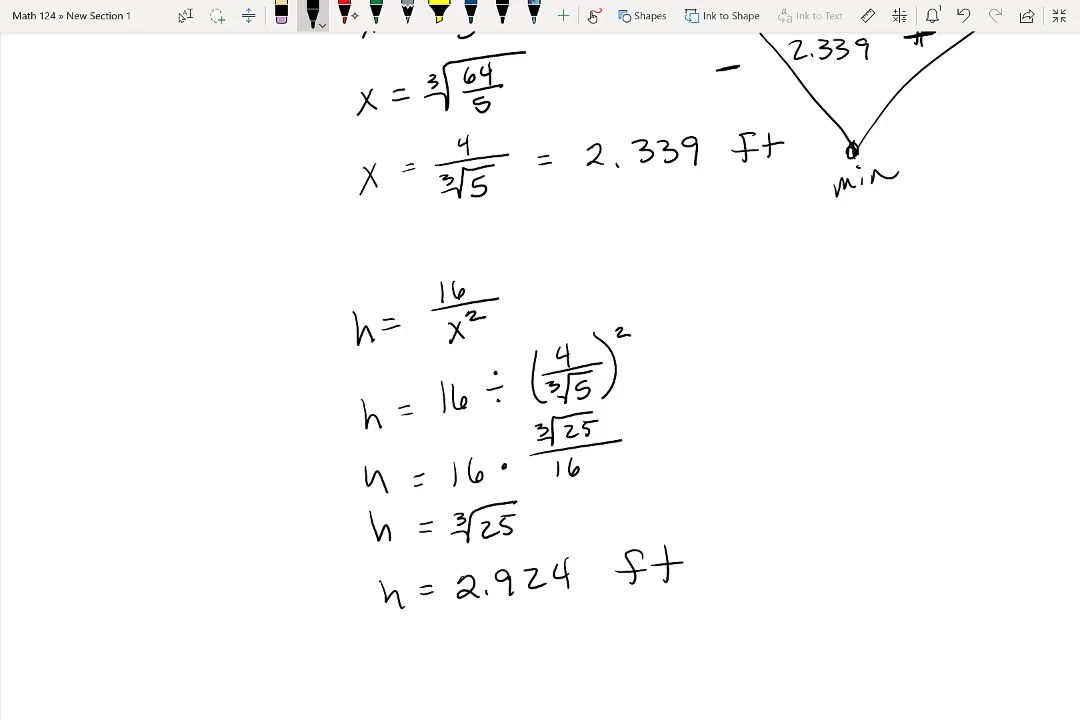 Math 124 » New Section 1
Shapes
Ink to Shape
Ink to Text
2.339
x = ∛(64/5)
x = 4/∛5 = 2.339 ft
min
h = 16/x²
h = 16 ÷ (4/∛5)²
h = 16 · ∛25/16
h = ∛25
h = 2.924 ft